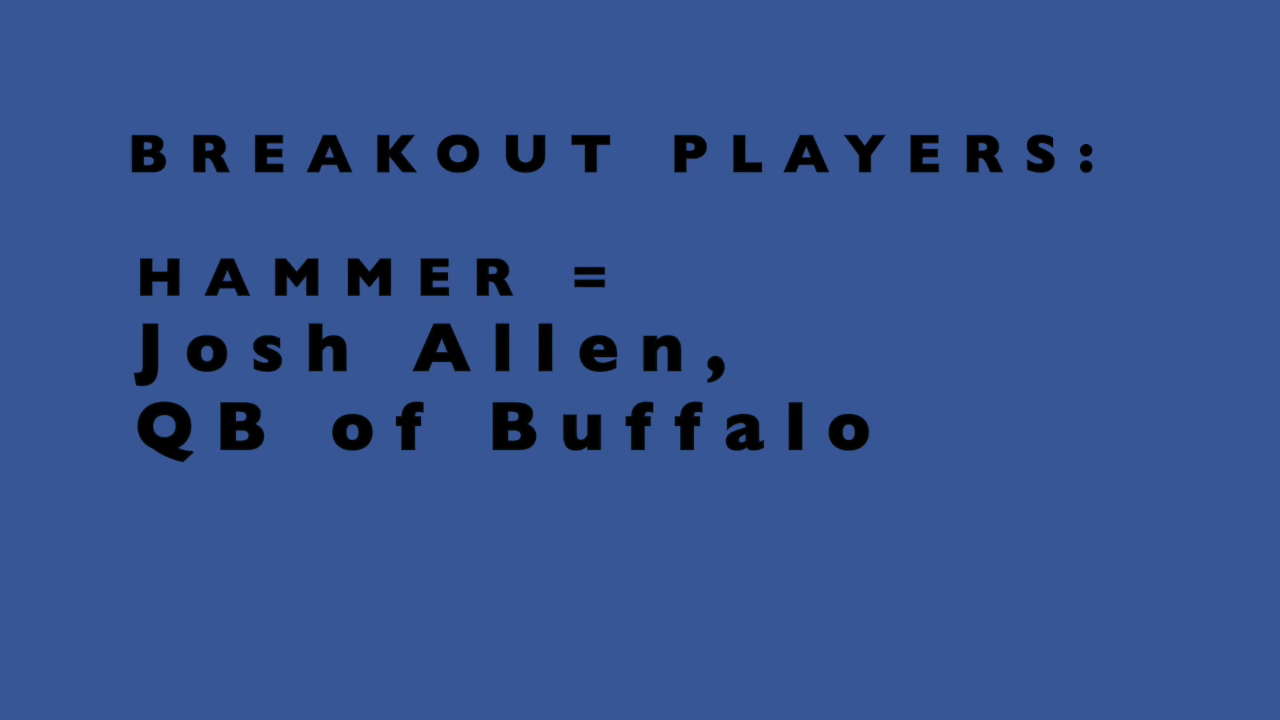 BREAKOUT PLAYERS:
HAMMER =
Josh Allen,
QB of Buffalo